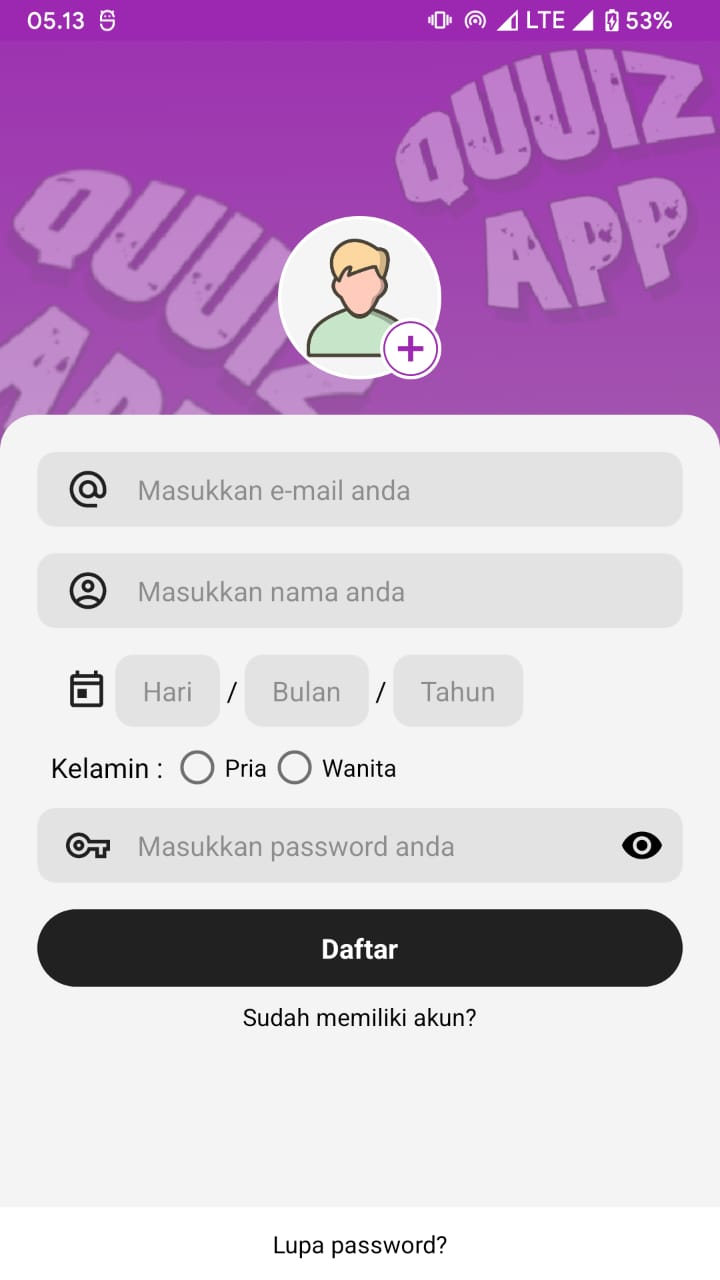 05.13 LTE 53%
QUUIZ
APP
QUUIZ
APP
Masukkan e-mail anda
Masukkan nama anda
Hari / Bulan / Tahun
Kelamin : Pria Wanita
Masukkan password anda
Daftar
Sudah memiliki akun?
Lupa password?